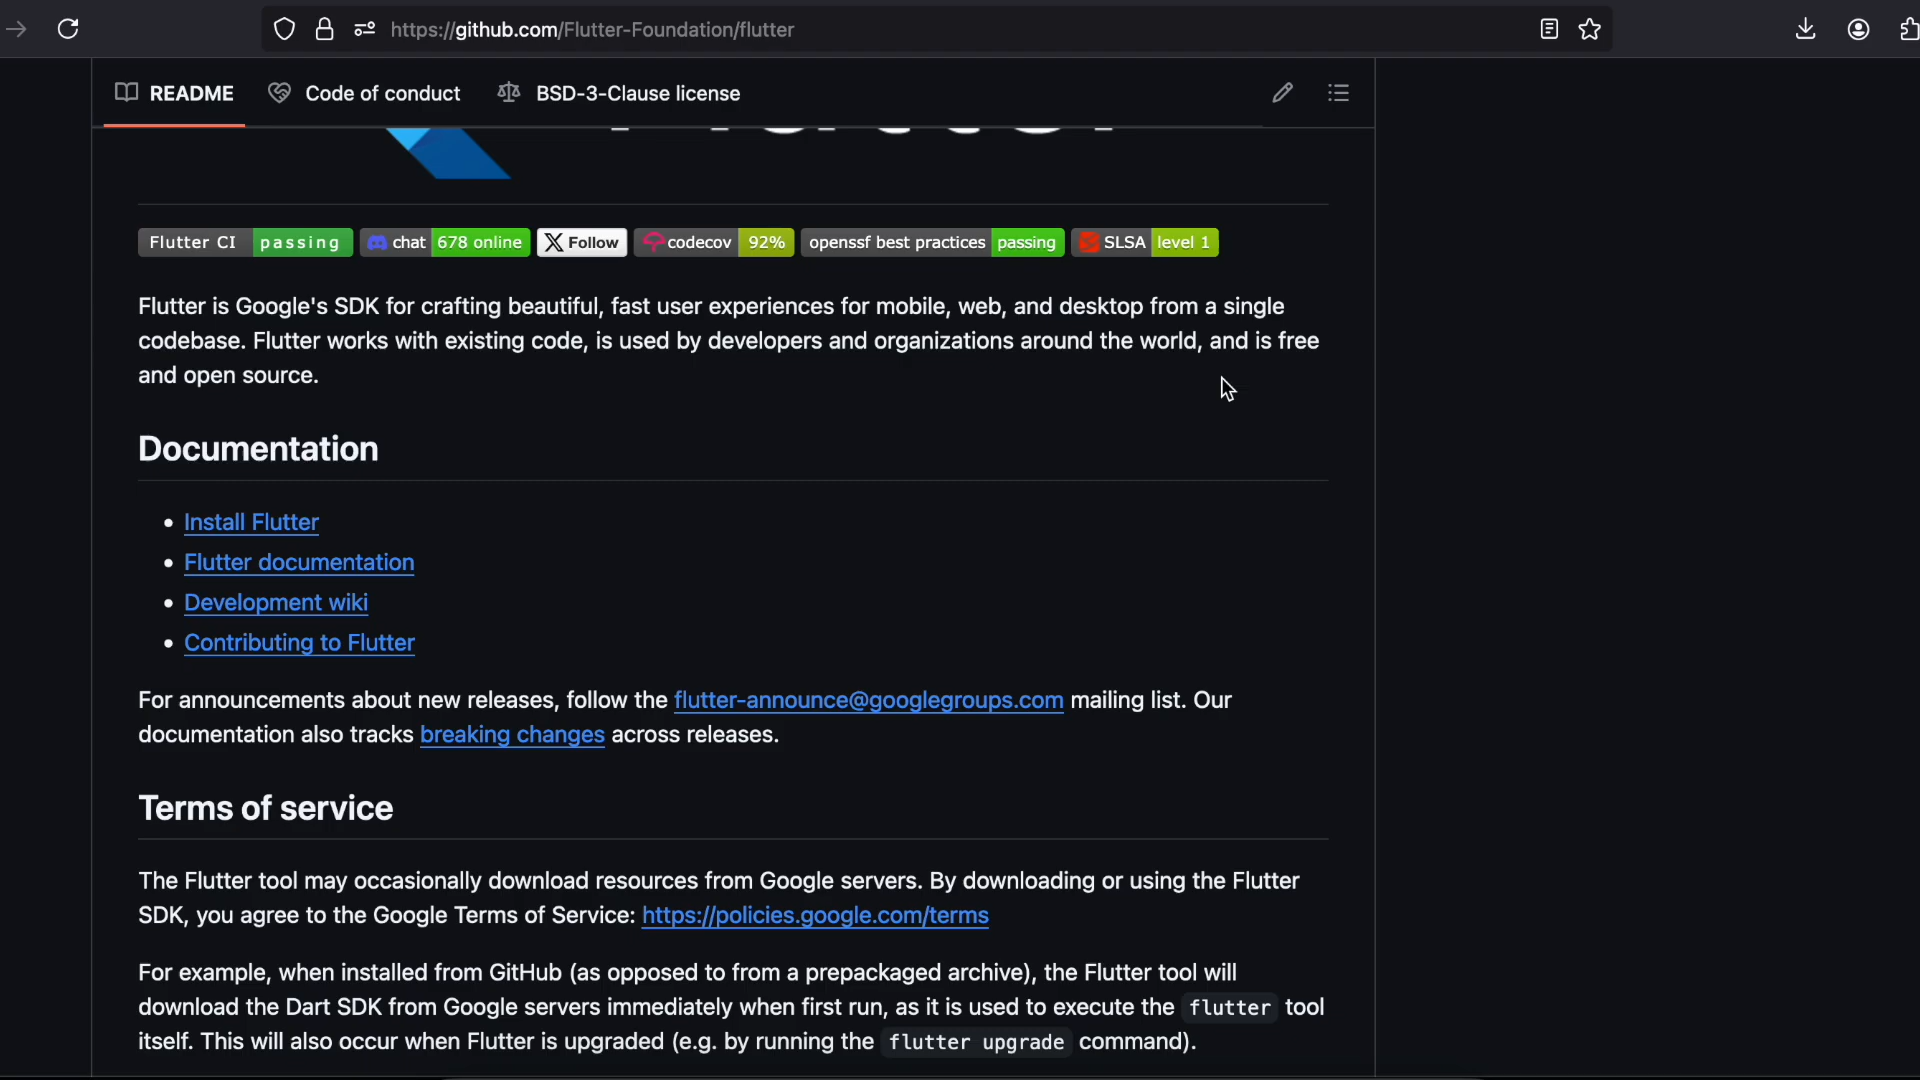 https://github.com/Flutter-Foundation/flutter
README Code of conduct BSD-3-Clause license
Flutter CI passing chat 678 online Follow codecov 92% openssf best practices passing SLSA level 1
Flutter is Google's SDK for crafting beautiful, fast user experiences for mobile, web, and desktop from a single
codebase. Flutter works with existing code, is used by developers and organizations around the world, and is free
and open source.
Documentation
• Install Flutter
• Flutter documentation
• Development wiki
• Contributing to Flutter
For announcements about new releases, follow the flutter-announce@googlegroups.com mailing list. Our
documentation also tracks breaking changes across releases.
Terms of service
The Flutter tool may occasionally download resources from Google servers. By downloading or using the Flutter
SDK, you agree to the Google Terms of Service: https://policies.google.com/terms
For example, when installed from GitHub (as opposed to from a prepackaged archive), the Flutter tool will
download the Dart SDK from Google servers immediately when first run, as it is used to execute the flutter tool
itself. This will also occur when Flutter is upgraded (e.g. by running the flutter upgrade command).